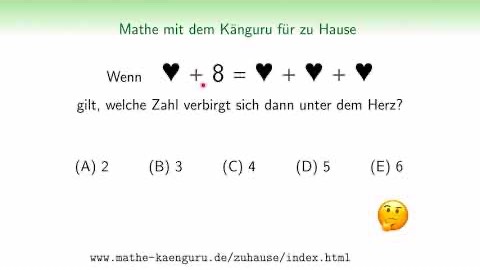 Mathe mit dem Känguru für zu Hause
Wenn ♥ + 8 = ♥ + ♥ + ♥
gilt, welche Zahl verbirgt sich dann unter dem Herz?
(A) 2 (B) 3 (C) 4 (D) 5 (E) 6
www.mathe-kaenguru.de/zuhause/index.html